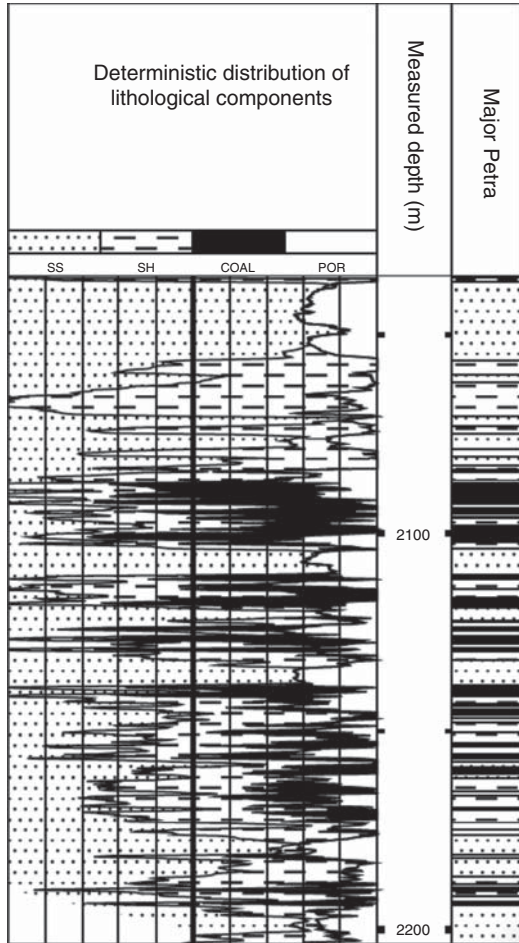 Deterministic distribution of
lithological components
Measured depth (m)
Major Petra
SS SH COAL POR
2100
2200